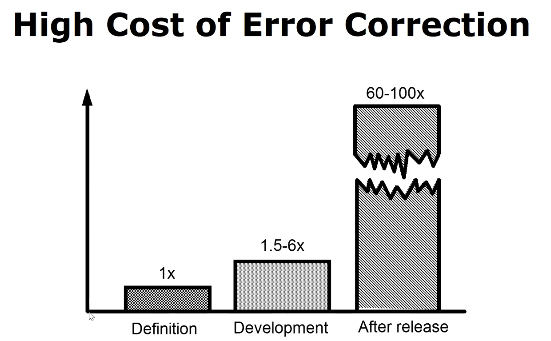 High Cost of Error Correction
60-100x
1.5-6x
1x
Definition
Development
After release